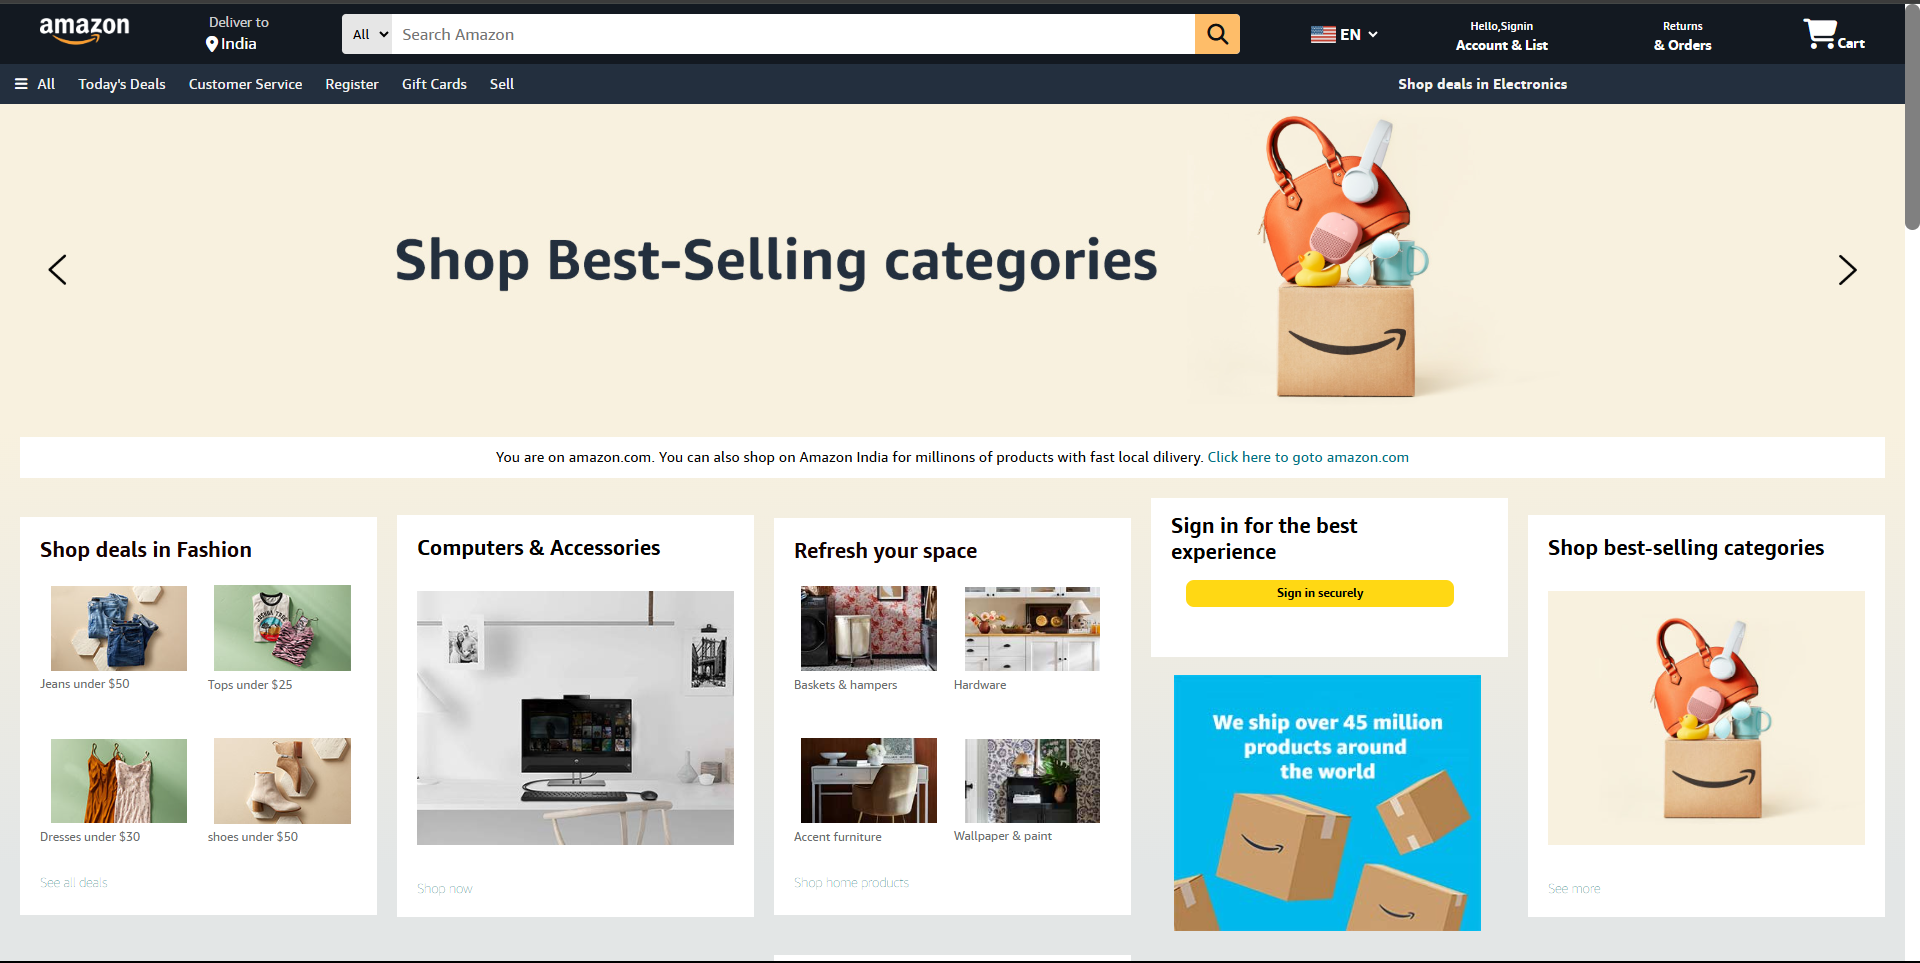 amazon
Deliver to
India
All
Search Amazon
EN
Hello,Signin
Account & List
Returns
& Orders
Cart
All
Today's Deals
Customer Service
Register
Gift Cards
Sell
Shop deals in Electronics
Shop Best-Selling categories
You are on amazon.com. You can also shop on Amazon India for millinons of products with fast local dilivery. Click here to goto amazon.com
Shop deals in Fashion
Jeans under $50
Tops under $25
Dresses under $30
shoes under $50
See all deals
Computers & Accessories
Shop now
Refresh your space
Baskets & hampers
Hardware
Accent furniture
Wallpaper & paint
Shop home products
Sign in for the best
experience
Sign in securely
We ship over 45 million
products around
the world
Shop best-selling categories
See more